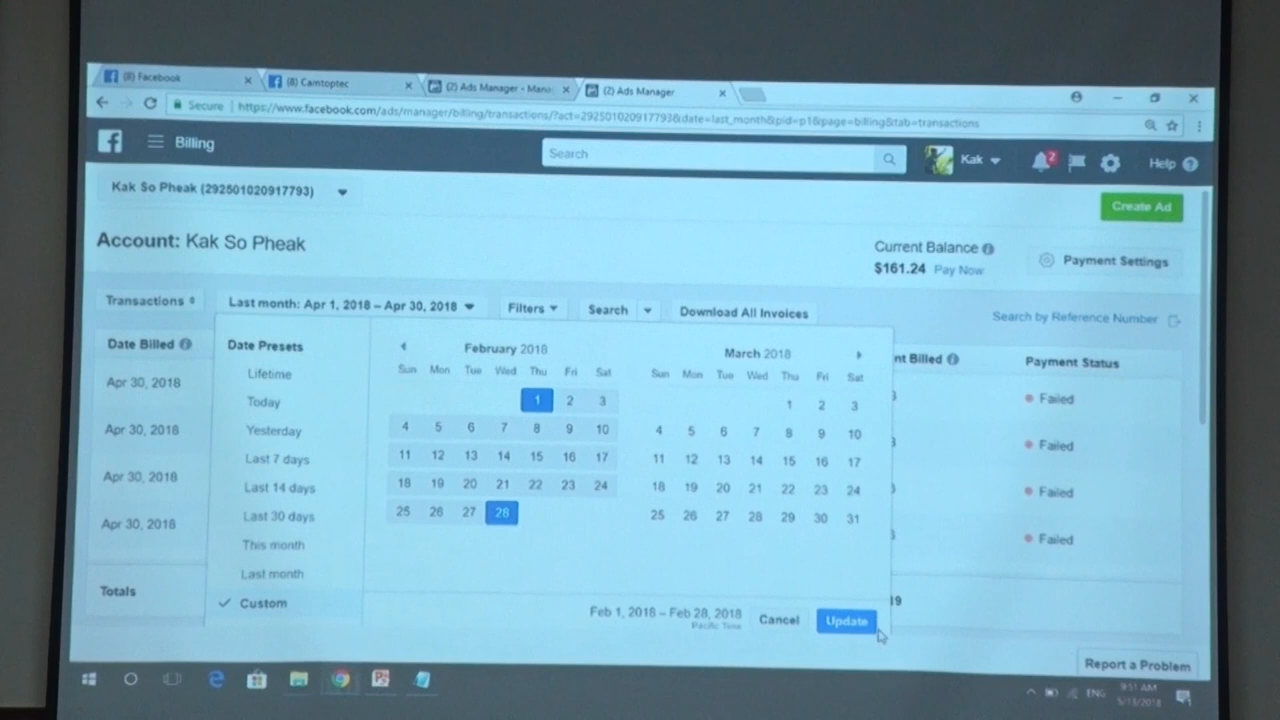 (8) Facebook
(8) Camtoptec
(2) Ads Manager - Mana
(2) Ads Manager
Secure | https://www.facebook.com/ads/manager/billing/transactions/?act=292501020917793&date=last_month&pid=p1&page=billing&tab=transactions
Billing
Search
Kak
2
Help
Kak So Pheak (292501020917793)
Create Ad
Account: Kak So Pheak
Current Balance
$161.24 Pay Now
Payment Settings
Transactions
Last month: Apr 1, 2018 – Apr 30, 2018
Filters
Search
Download All Invoices
Search by Reference Number
Date Billed
nt Billed
Payment Status
Apr 30, 2018
Failed
Apr 30, 2018
Failed
Apr 30, 2018
Failed
Apr 30, 2018
Failed
Totals
19
Date Presets
Lifetime
Today
Yesterday
Last 7 days
Last 14 days
Last 30 days
This month
Last month
Custom
February 2018
Sun Mon Tue Wed Thu Fri Sat
1 2 3
4 5 6 7 8 9 10
11 12 13 14 15 16 17
18 19 20 21 22 23 24
25 26 27 28
March 2018
Sun Mon Tue Wed Thu Fri Sat
1 2 3
4 5 6 7 8 9 10
11 12 13 14 15 16 17
18 19 20 21 22 23 24
25 26 27 28 29 30 31
Feb 1, 2018 – Feb 28, 2018
Pacific Time
Cancel
Update
Report a Problem
ENG
9:51 AM